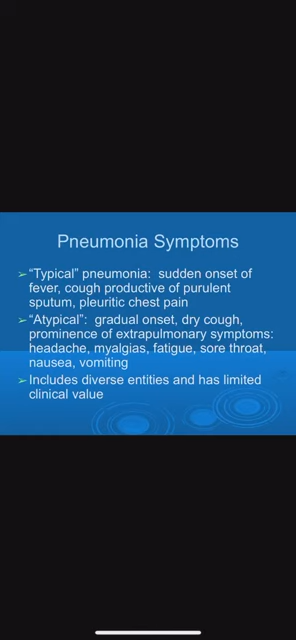 Pneumonia Symptoms
➢ “Typical” pneumonia: sudden onset of
fever, cough productive of purulent
sputum, pleuritic chest pain
➢ “Atypical”: gradual onset, dry cough,
prominence of extrapulmonary symptoms:
headache, myalgias, fatigue, sore throat,
nausea, vomiting
➢ Includes diverse entities and has limited
clinical value